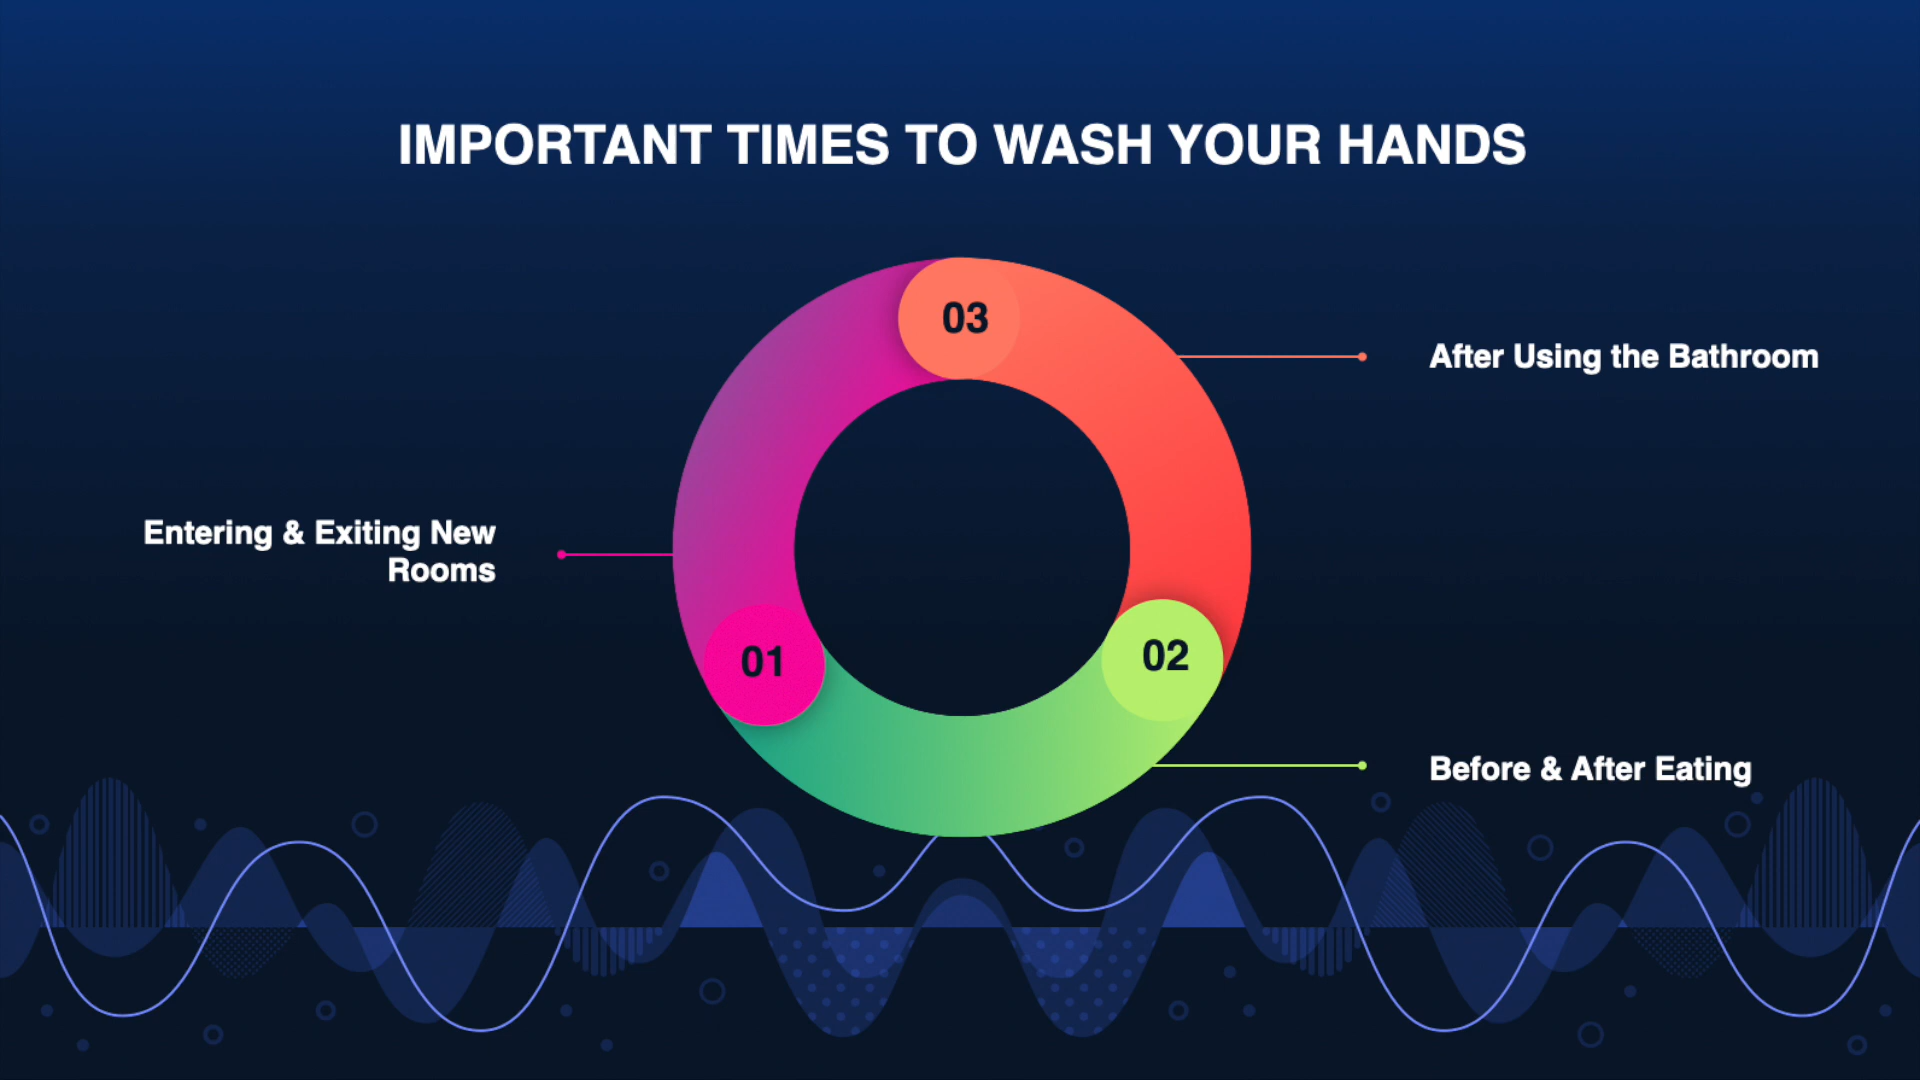 IMPORTANT TIMES TO WASH YOUR HANDS
03
After Using the Bathroom
Entering & Exiting New
Rooms
01
02
Before & After Eating